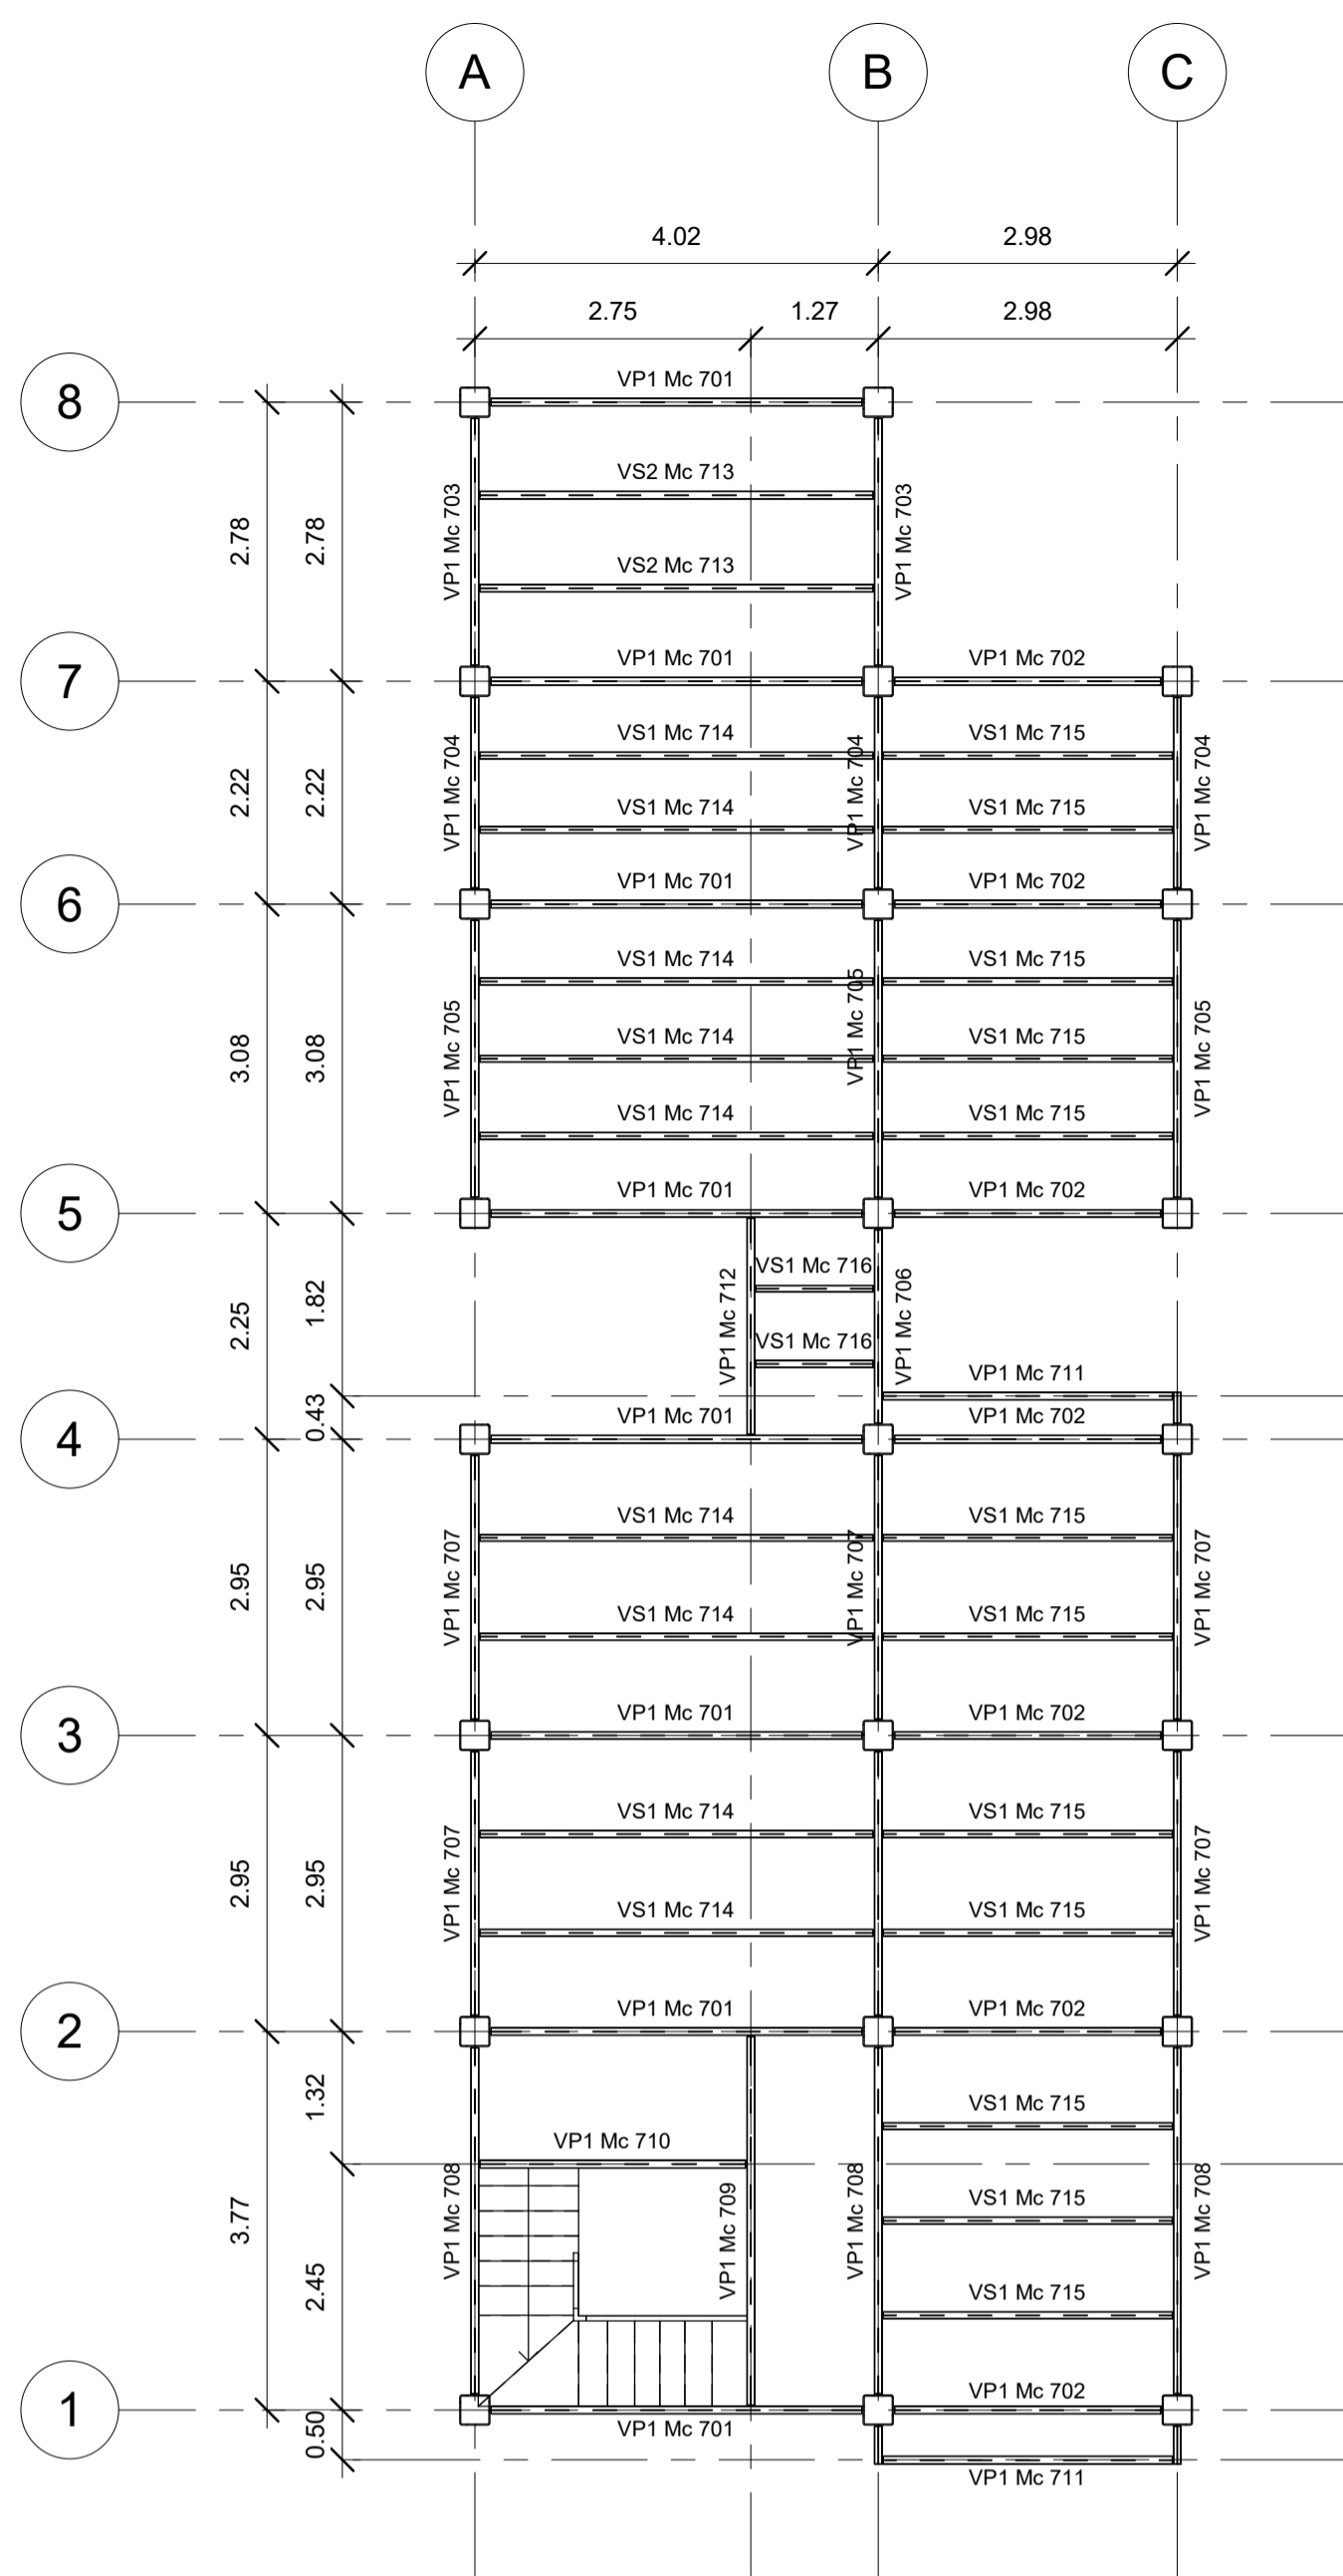 A
B
C
4.02
2.98
2.75
1.27
2.98
8
VP1 Mc 701
VS2 Mc 713
2.78
2.78
VP1 Mc 703
VP1 Mc 703
VS2 Mc 713
7
VP1 Mc 701
VP1 Mc 702
VS1 Mc 714
VS1 Mc 715
2.22
2.22
VP1 Mc 704
VP1 Mc 704
VP1 Mc 704
VS1 Mc 714
VS1 Mc 715
6
VP1 Mc 701
VP1 Mc 702
VS1 Mc 714
VS1 Mc 715
3.08
3.08
VP1 Mc 705
VP1 Mc 705
VP1 Mc 705
VS1 Mc 714
VS1 Mc 715
VS1 Mc 714
VS1 Mc 715
5
VP1 Mc 701
VP1 Mc 702
VS1 Mc 716
2.25
1.82
VP1 Mc 712
VP1 Mc 706
VS1 Mc 716
VP1 Mc 711
0.43
4
VP1 Mc 701
VP1 Mc 702
VS1 Mc 714
VS1 Mc 715
2.95
2.95
VP1 Mc 707
VP1 Mc 707
VP1 Mc 707
VS1 Mc 714
VS1 Mc 715
3
VP1 Mc 701
VP1 Mc 702
VS1 Mc 714
VS1 Mc 715
2.95
2.95
VP1 Mc 707
VP1 Mc 707
VS1 Mc 714
VS1 Mc 715
2
VP1 Mc 701
VP1 Mc 702
1.32
VS1 Mc 715
VP1 Mc 710
3.77
VP1 Mc 708
VP1 Mc 709
VP1 Mc 708
VP1 Mc 708
VS1 Mc 715
2.45
VS1 Mc 715
1
VP1 Mc 702
VP1 Mc 701
0.50
VP1 Mc 711